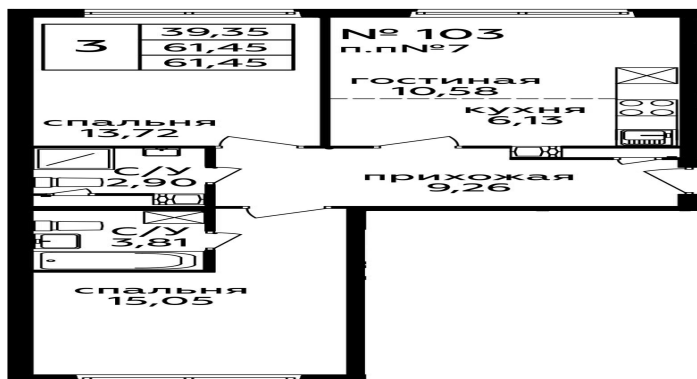 3
39,35
61,45
61,45
№ 103
п.п№7
гостиная
10,58
кухня
6,13
спальня
13,72
с/у
2,90
прихожая
9,26
с/у
3,81
спальня
15,05